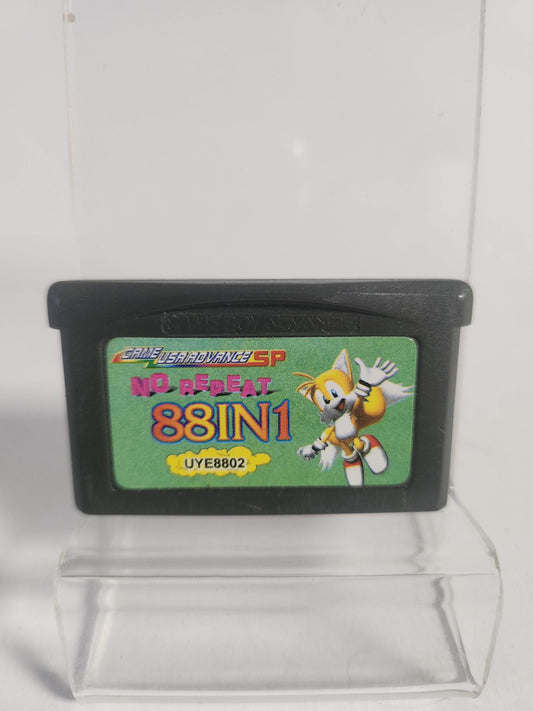 GAME USA ADVANCE SP
NO REPEAT
88IN1
UYE8802